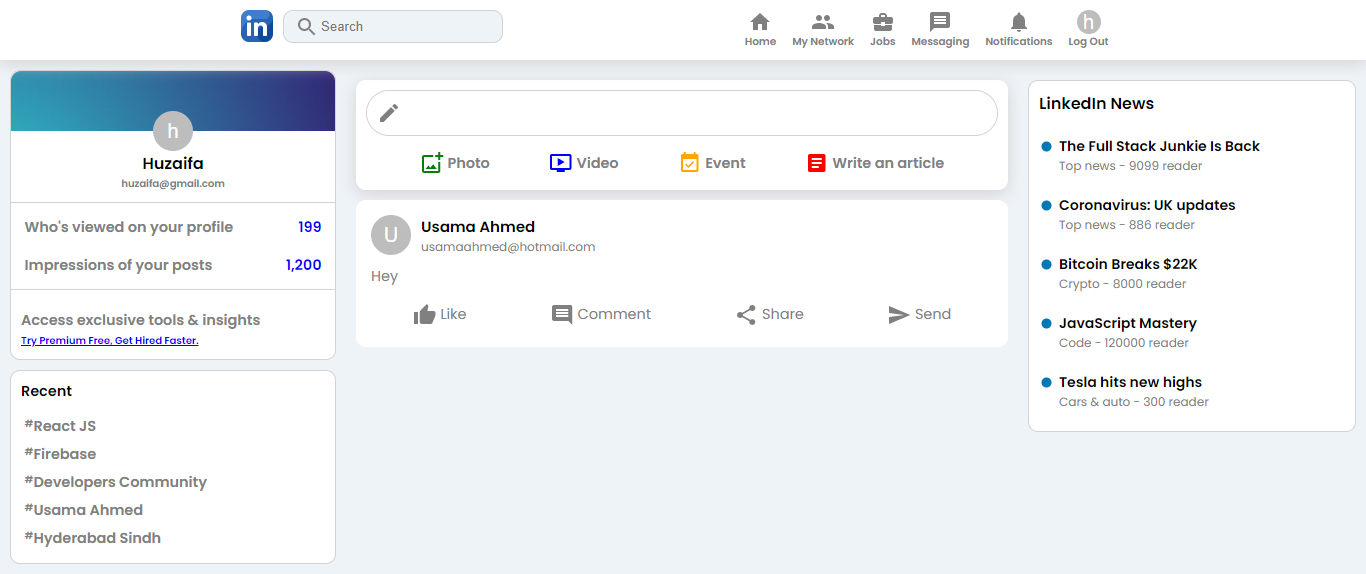 in
Search
Home
My Network
Jobs
Messaging
Notifications
h
Log Out
h
Huzaifa
huzaifa@gmail.com
Who's viewed on your profile 199
Impressions of your posts 1,200
Access exclusive tools & insights
Try Premium Free, Get Hired Faster.
Recent
#React JS
#Firebase
#Developers Community
#Usama Ahmed
#Hyderabad Sindh
Photo Video Event Write an article
U
Usama Ahmed
usamaahmed@hotmail.com
Hey
Like Comment Share Send
LinkedIn News
The Full Stack Junkie Is Back
Top news - 9099 reader
Coronavirus: UK updates
Top news - 886 reader
Bitcoin Breaks $22K
Crypto - 8000 reader
JavaScript Mastery
Code - 120000 reader
Tesla hits new highs
Cars & auto - 300 reader